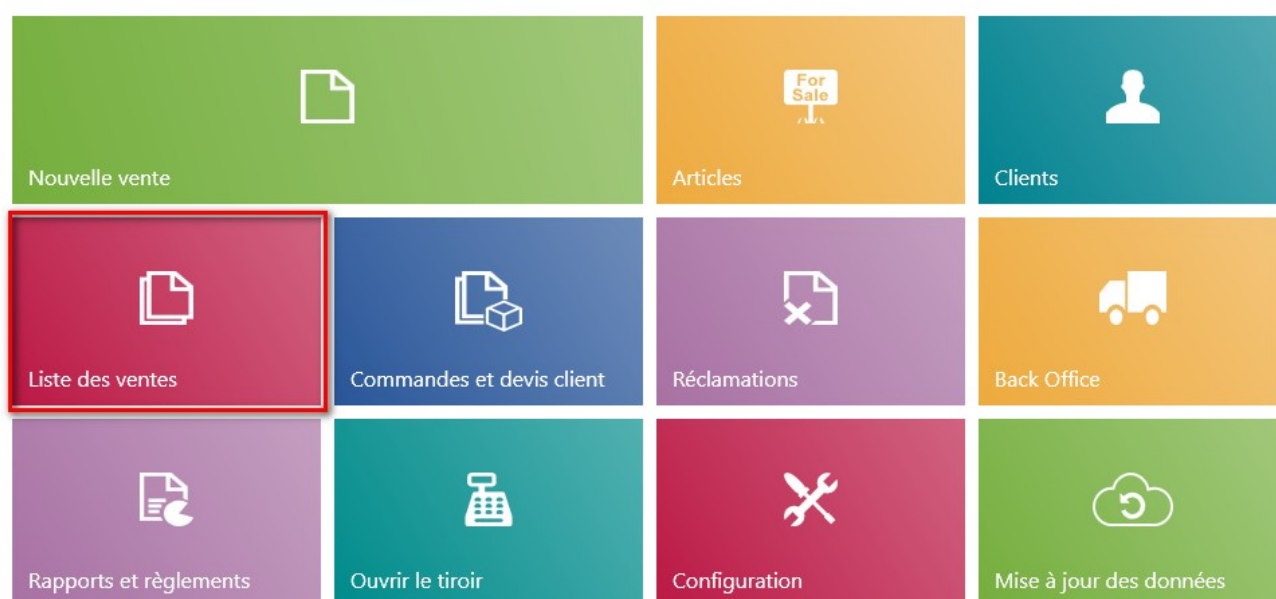 For
Sale
Nouvelle vente
Articles
Clients
Liste des ventes
Commandes et devis client
Réclamations
Back Office
Rapports et règlements
Ouvrir le tiroir
Configuration
Mise à jour des données